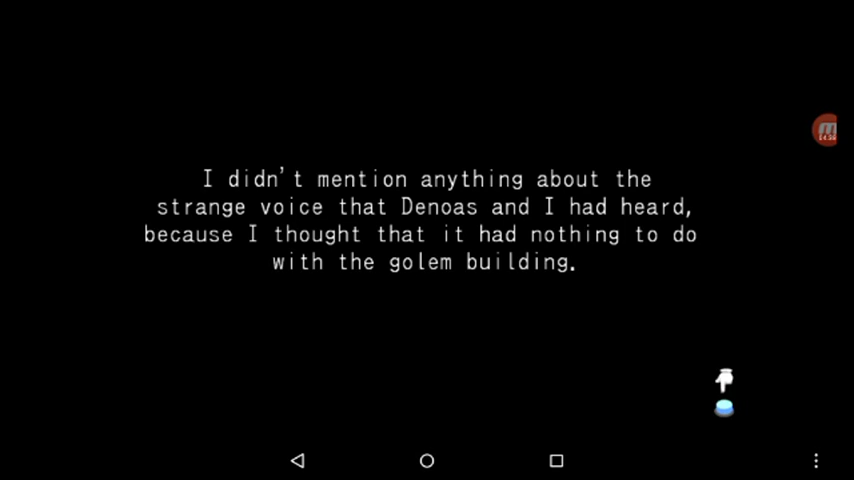 I didn't mention anything about the
strange voice that Denoas and I had heard,
because I thought that it had nothing to do
with the golem building.